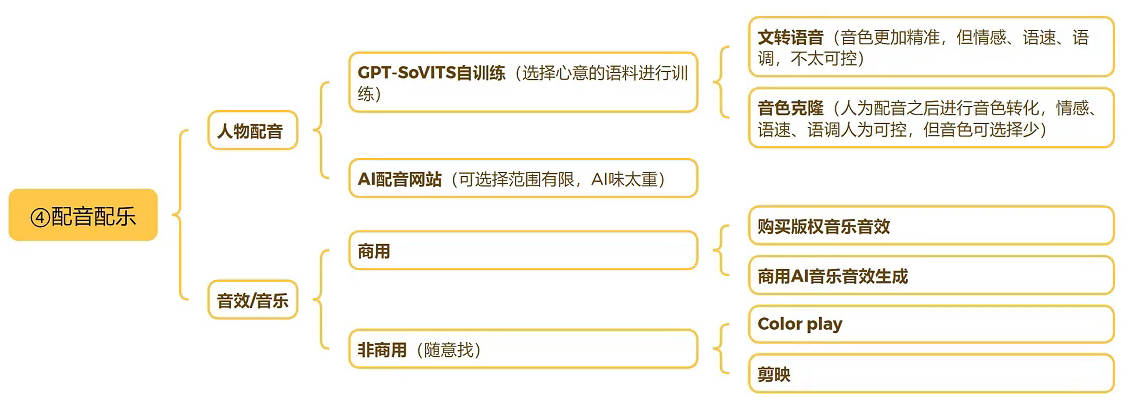 ④配音配乐
人物配音
GPT-SoVITS自训练（选择心意的语料进行训
练）
文转语音（音色更加精准，但情感、语速、语
调，不太可控）
音色克隆（人为配音之后进行音色转化，情感、
语速、语调人为可控，但音色可选择少）
AI配音网站（可选择范围有限，AI味太重）
音效/音乐
商用
购买版权音乐音效
商用AI音乐音效生成
非商用（随意找）
Color play
剪映